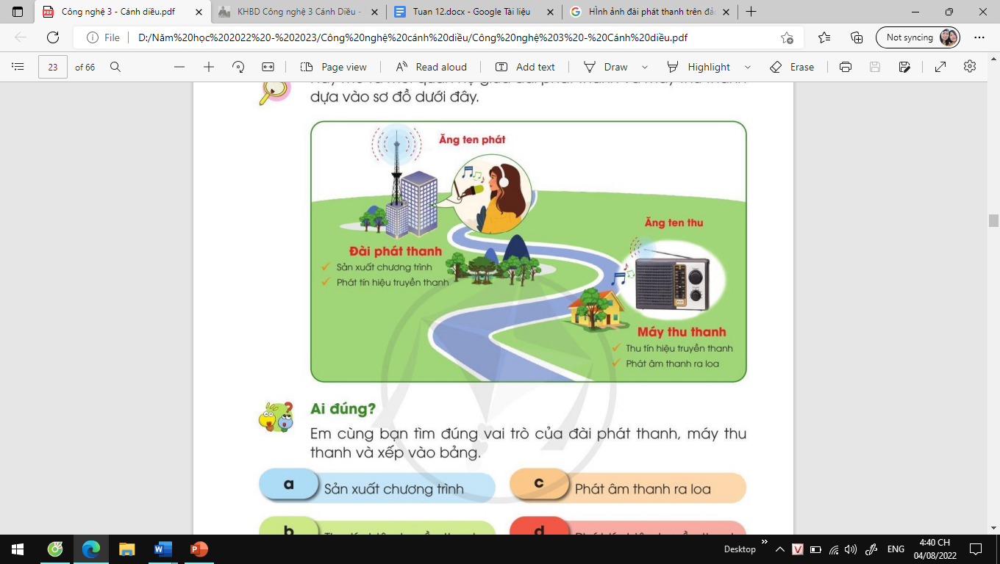 Công nghệ 3 - Cánh diều.pdf
KHBD Công nghệ 3 Cánh Diều -
Tuan 12.docx - Google Tài liệu
Hình ảnh đài phát thanh trên đảo
File
D:/Năm%20học%202022%20-%202023/Công%20nghệ%20cánh%20diều/Công%20nghệ%203%20-%20Cánh%20diều.pdf
Not syncing
23 of 66
Page view
Read aloud
Add text
Draw
Highlight
Erase
dựa vào sơ đồ dưới đây.
Ăng ten phát
Đài phát thanh
Sản xuất chương trình
Phát tín hiệu truyền thanh
Ăng ten thu
Máy thu thanh
Thu tín hiệu truyền thanh
Phát âm thanh ra loa
Ai đúng?
Em cùng bạn tìm đúng vai trò của đài phát thanh, máy thu
thanh và xếp vào bảng.
a Sản xuất chương trình
c Phát âm thanh ra loa
b
d
Desktop
ENG
4:40 CH
04/08/2022